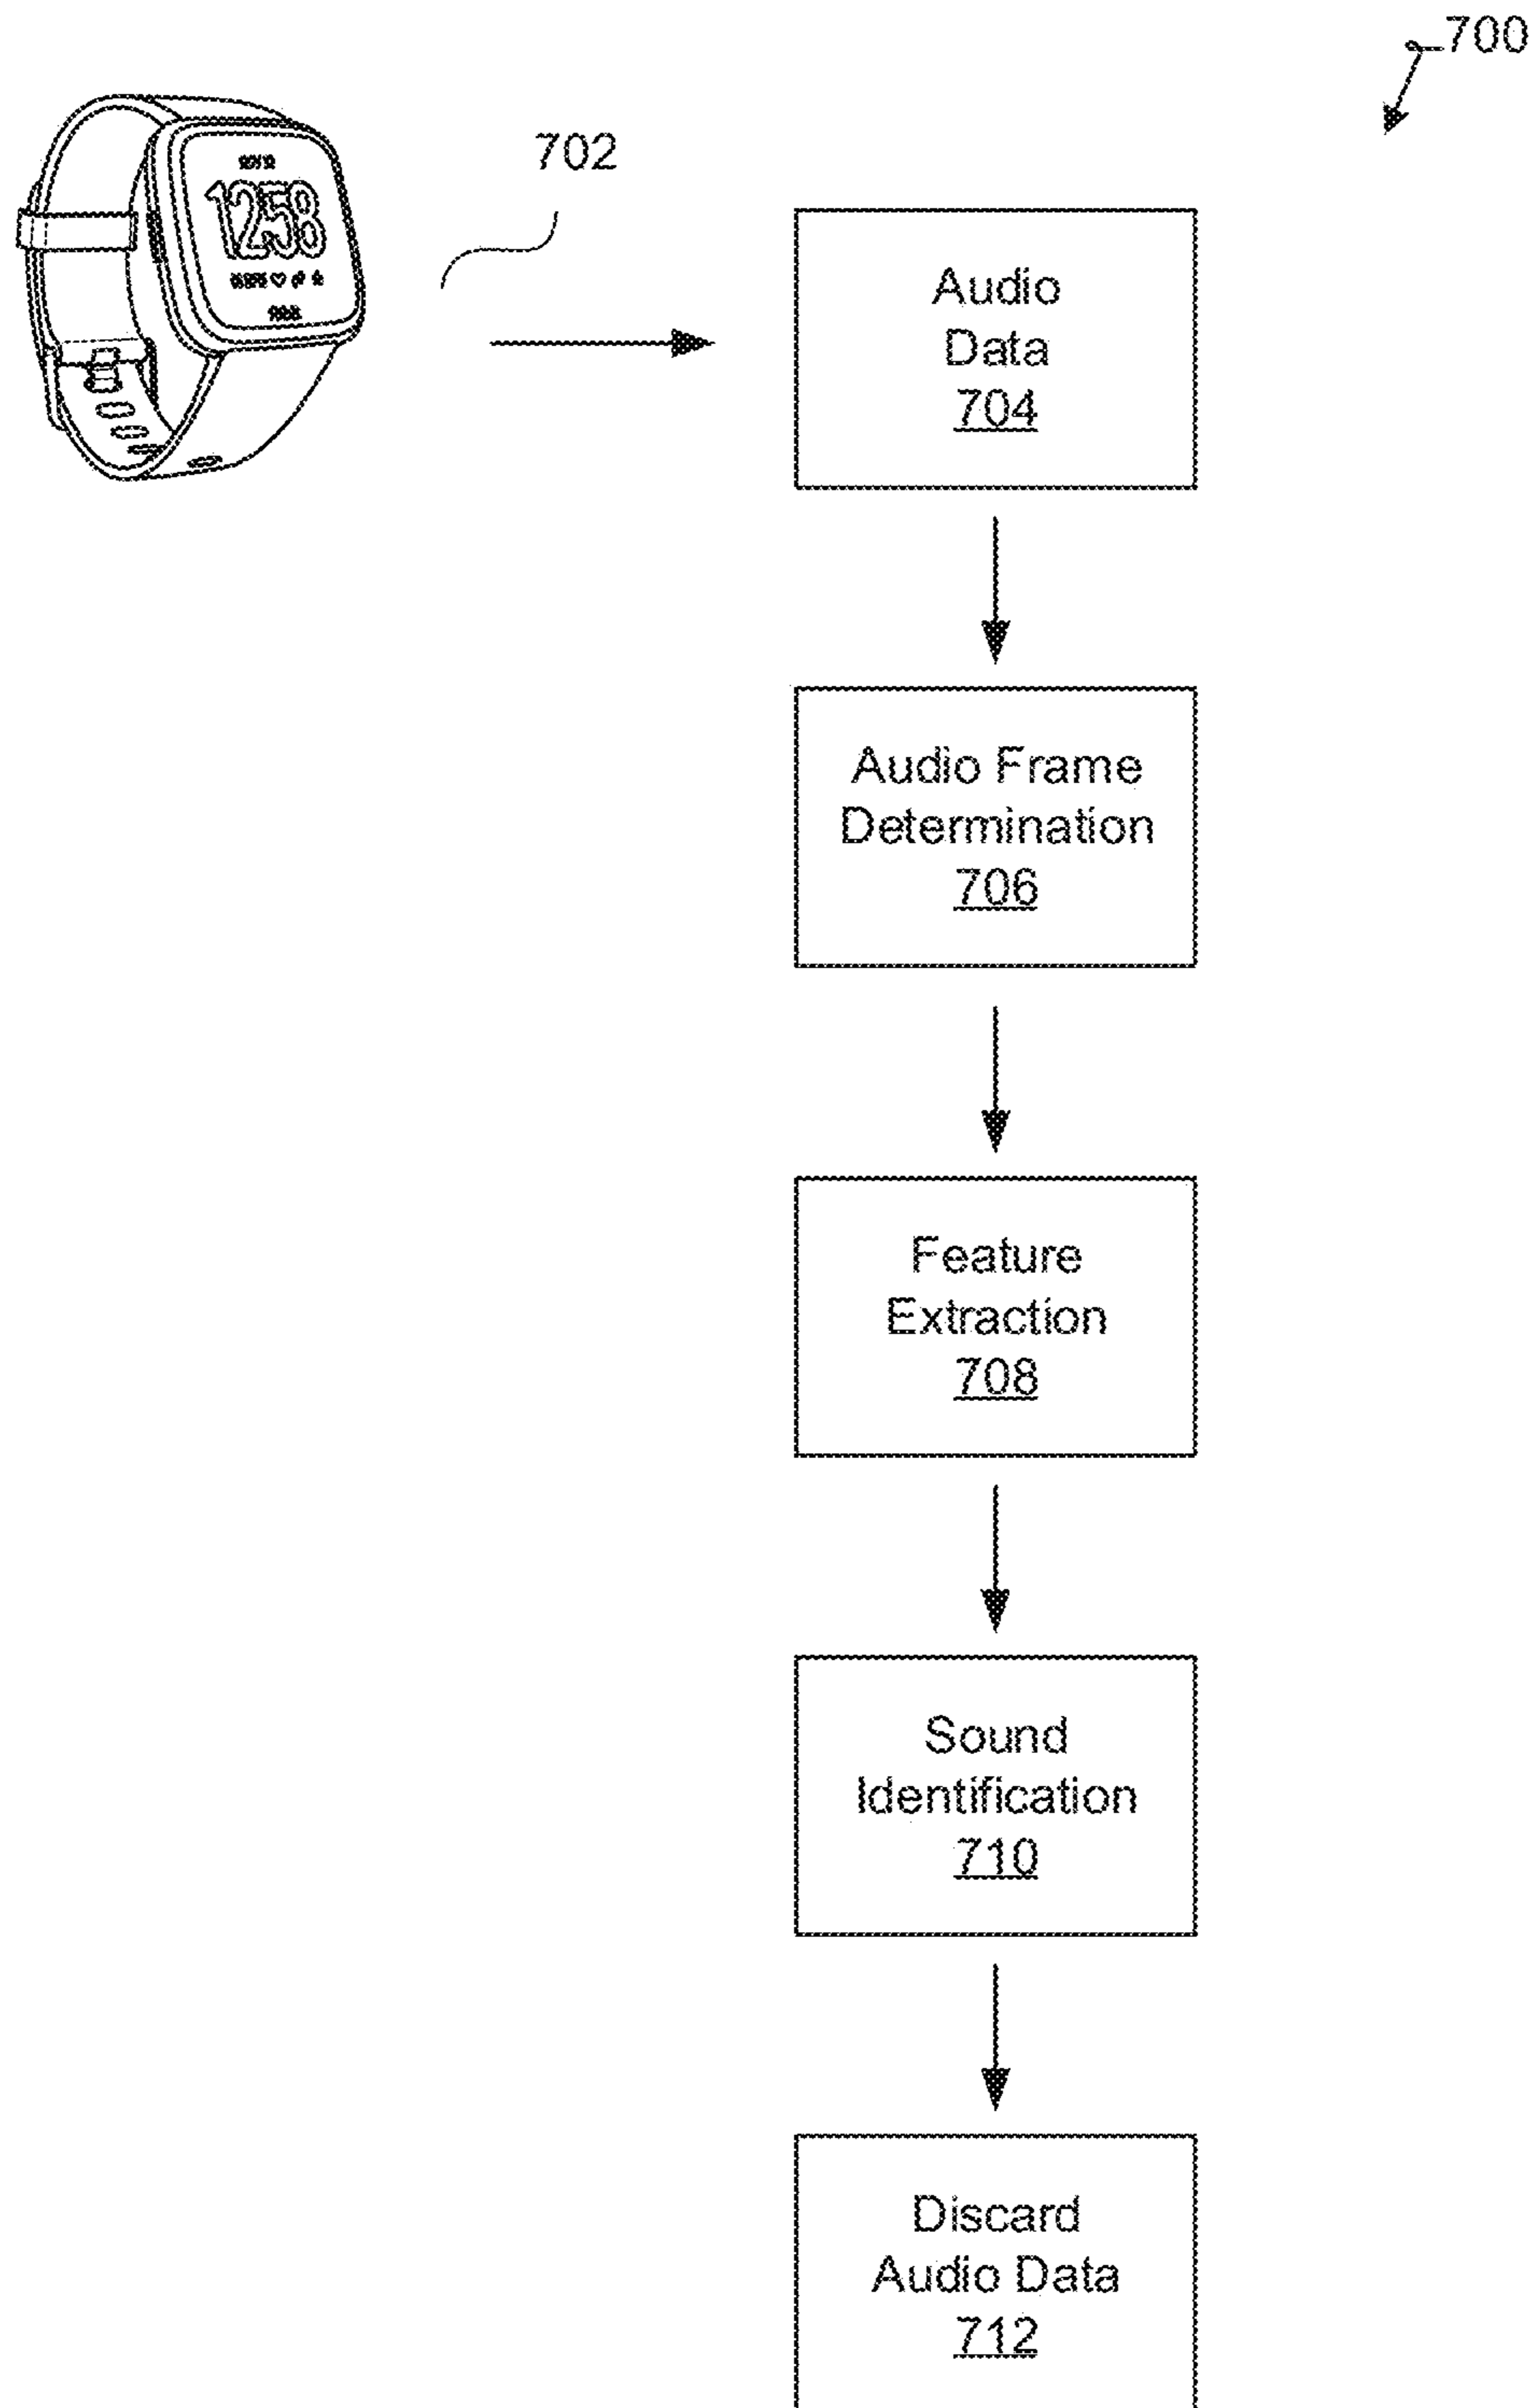 700
702
1258
Audio
Data
704
Audio Frame
Determination
706
Feature
Extraction
708
Sound
Identification
710
Discard
Audio Data
712